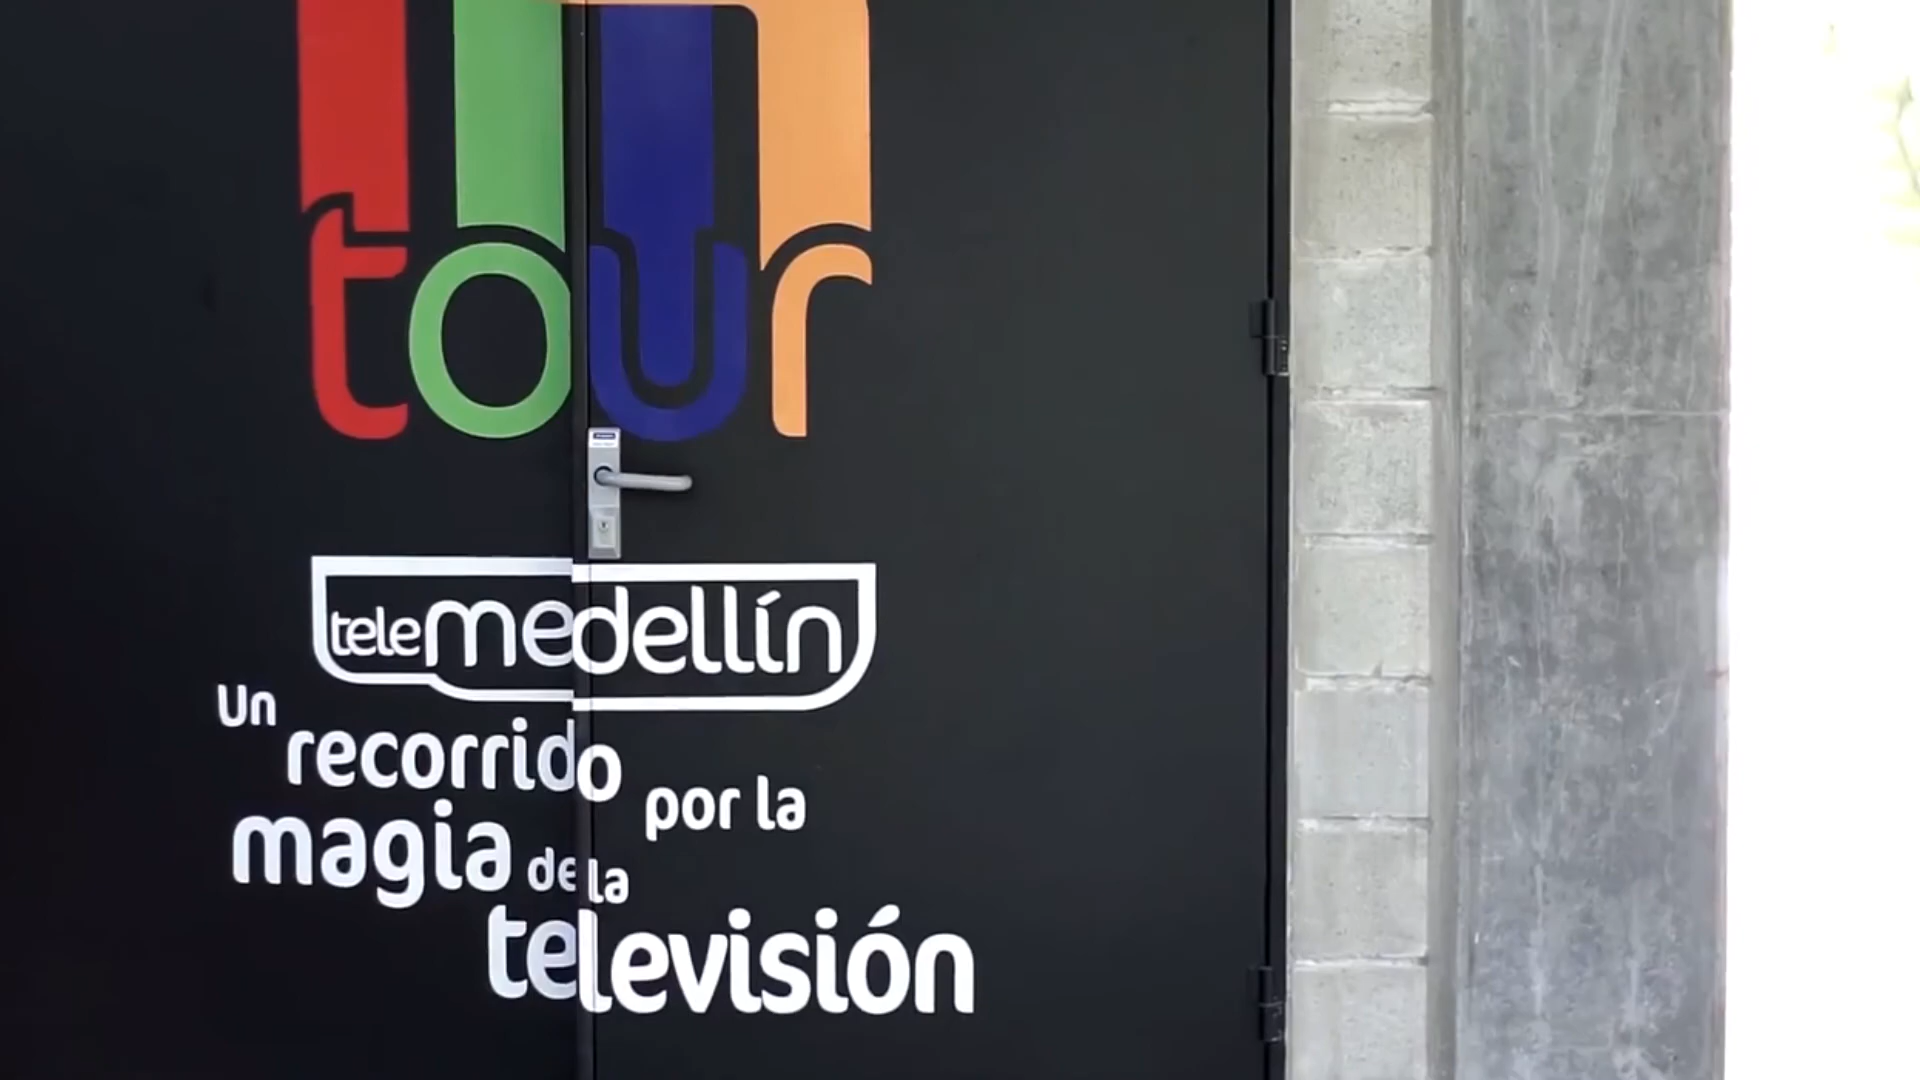 tour
telemedellín
Un
recorrido por la
magia de la
televisión